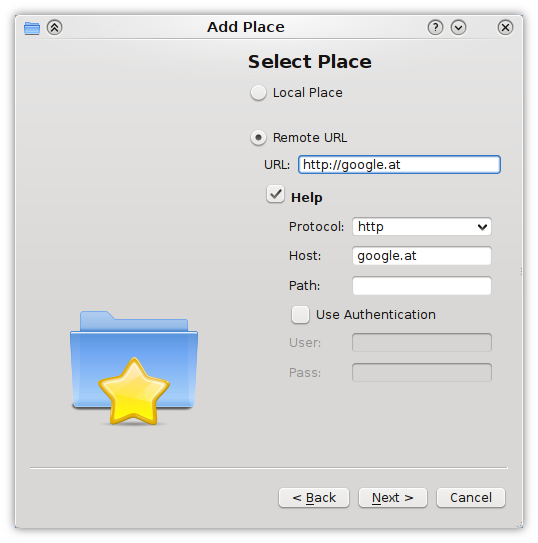 Add Place
?
Select Place
Local Place
Remote URL
URL: http://google.at
Help
Protocol: http
Host: google.at
Path:
Use Authentication
User:
Pass:
< Back Next > Cancel